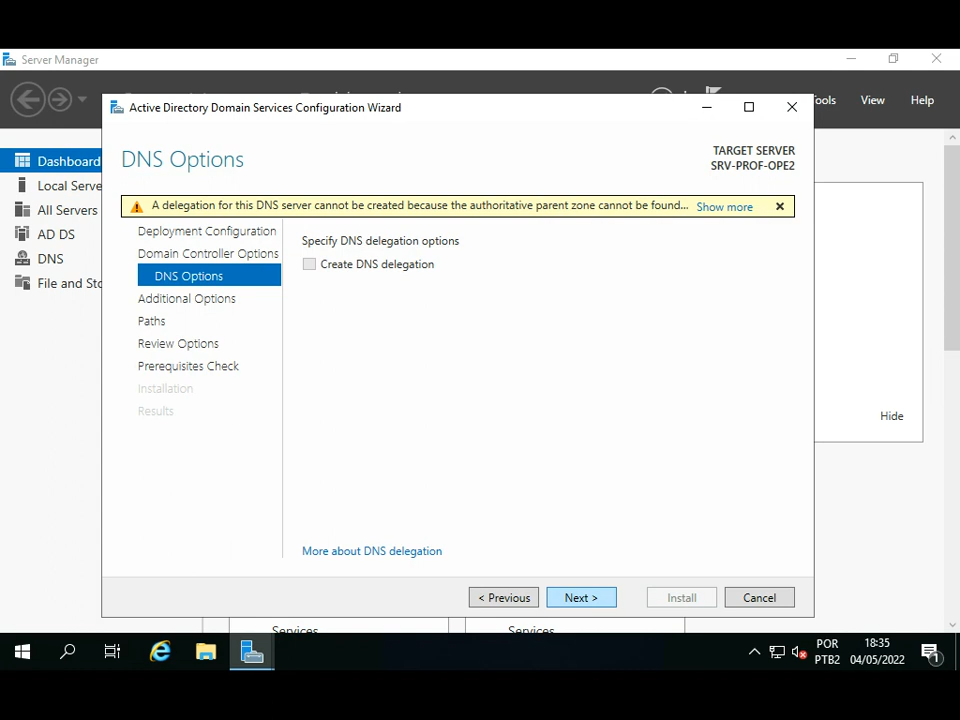 Server Manager
Tools View Help
Active Directory Domain Services Configuration Wizard
DNS Options
TARGET SERVER
SRV-PROF-OPE2
A delegation for this DNS server cannot be created because the authoritative parent zone cannot be found... Show more
Dashboard
Local Serve
All Servers
AD DS
DNS
File and Sto
Deployment Configuration
Domain Controller Options
DNS Options
Additional Options
Paths
Review Options
Prerequisites Check
Installation
Results
Specify DNS delegation options
Create DNS delegation
More about DNS delegation
Hide
< Previous
Next >
Install
Cancel
Services
Services
POR
PTB2
18:35
04/05/2022
1